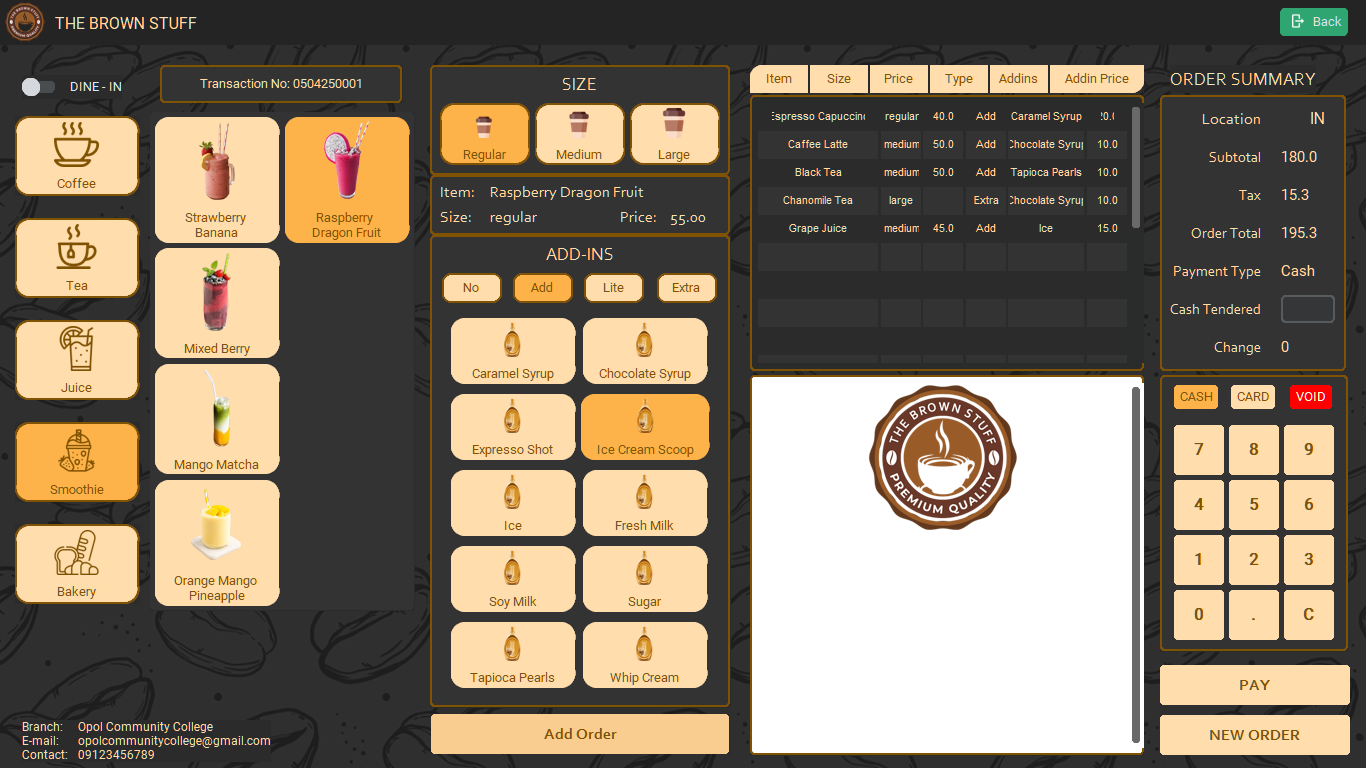 THE BROWN STUFF
Back
DINE - IN
Transaction No: 0504250001
Coffee
Tea
Juice
Smoothie
Bakery
Strawberry
Banana
Raspberry
Dragon Fruit
Mixed Berry
Mango Matcha
Orange Mango
Pineapple
Branch: Opol Community College
E-mail: opolcommunitycollege@gmail.com
Contact: 09123456789
SIZE
Regular Medium Large
Item: Raspberry Dragon Fruit
Size: regular Price: 55.00
ADD-INS
No Add Lite Extra
Caramel Syrup Chocolate Syrup
Expresso Shot Ice Cream Scoop
Ice Fresh Milk
Soy Milk Sugar
Tapioca Pearls Whip Cream
Add Order
Item Size Price Type Addins Addin Price
Espresso Capuccino regular 40.0 Add Caramel Syrup 20.0
Caffee Latte medium 50.0 Add Chocolate Syrup 10.0
Black Tea medium 50.0 Add Tapioca Pearls 10.0
Chanomile Tea large Extra Chocolate Syrup 10.0
Grape Juice medium 45.0 Add Ice 15.0
THE BROWN STUFF
PREMIUM QUALITY
ORDER SUMMARY
Location IN
Subtotal 180.0
Tax 15.3
Order Total 195.3
Payment Type Cash
Cash Tendered
Change 0
CASH CARD VOID
7 8 9
4 5 6
1 2 3
0 . C
PAY
NEW ORDER